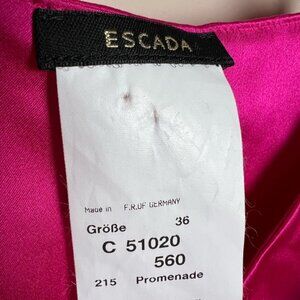 ESCADA
Made in F.R.OF GERMANY
Größe 36
C 51020
560
215 Promenade